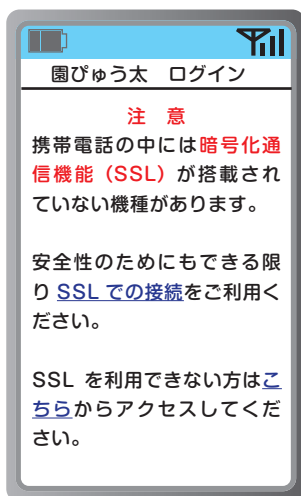 園ぴゅう太　ログイン
注　意
携帯電話の中には暗号化通
信機能（SSL）が搭載され
ていない機種があります。
安全性のためにもできる限
り SSL での接続をご利用く
ださい。
SSL を利用できない方はこ
ちらからアクセスしてくだ
さい。